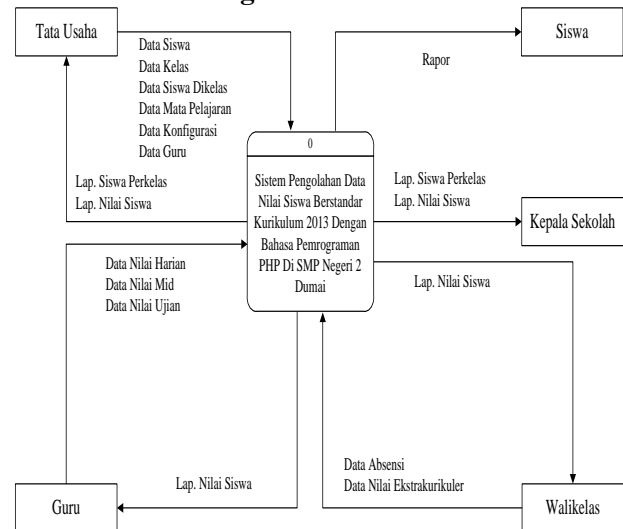 Tata Usaha
Siswa
Data Siswa
Data Kelas
Data Siswa Dikelas
Data Mata Pelajaran
Data Konfigurasi
Data Guru
Rapor
0
Sistem Pengolahan Data
Nilai Siswa Berstandar
Kurikulum 2013 Dengan
Bahasa Pemrograman
PHP Di SMP Negeri 2
Dumai
Lap. Siswa Perkelas
Lap. Nilai Siswa
Lap. Siswa Perkelas
Lap. Nilai Siswa
Kepala Sekolah
Data Nilai Harian
Data Nilai Mid
Data Nilai Ujian
Lap. Nilai Siswa
Data Absensi
Data Nilai Ekstrakurikuler
Lap. Nilai Siswa
Guru
Walikelas